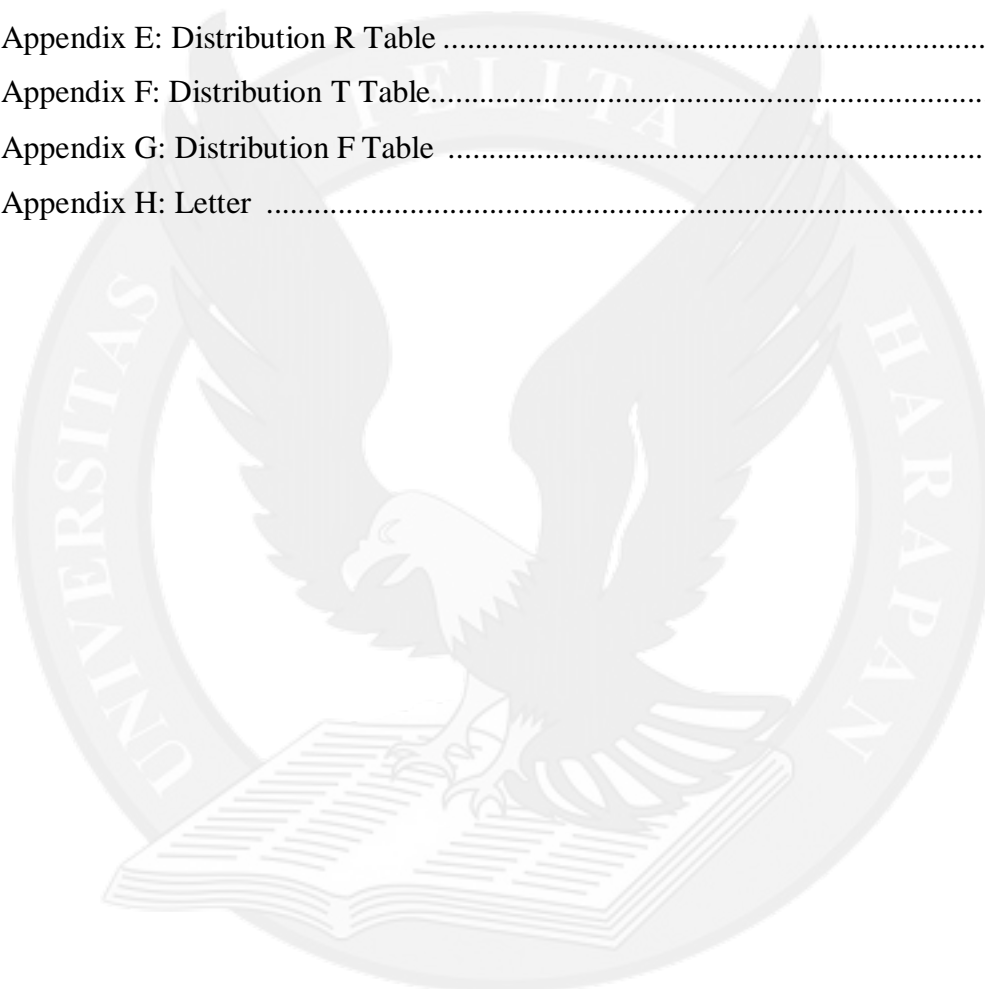 Appendix E: Distribution R Table ..........................................................
Appendix F: Distribution T Table...........................................................
Appendix G: Distribution F Table .........................................................
Appendix H: Letter ............................................................................
UNIVERSITAS PELITA HARAPAN